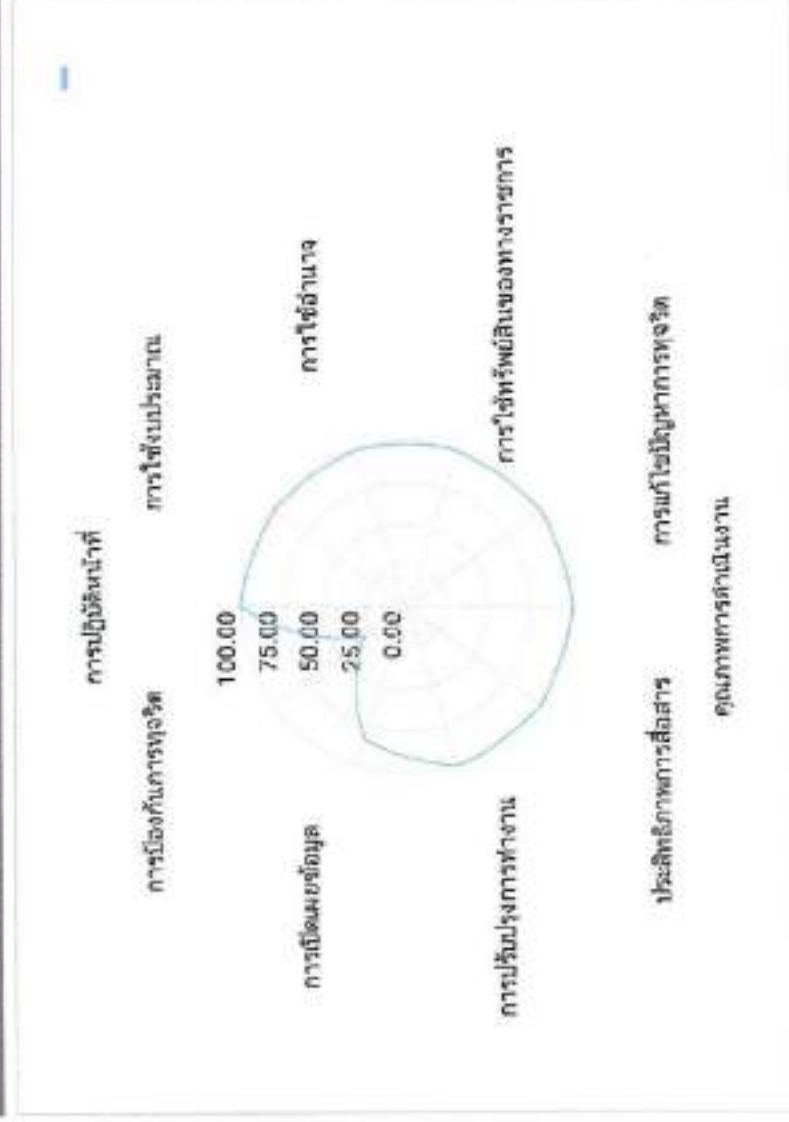 การปฏิบัติหน้าที่
การป้องกันการทุจริต
การใช้งบประมาณ
การเปิดเผยข้อมูล
100.00
75.00
50.00
25.00
0.00
การใช้อำนาจ
การปรับปรุงการทำงาน
การใช้ทรัพย์สินของทางราชการ
ประสิทธิภาพการสื่อสาร
การแก้ไขปัญหาการทุจริต
คุณภาพการดำเนินงาน